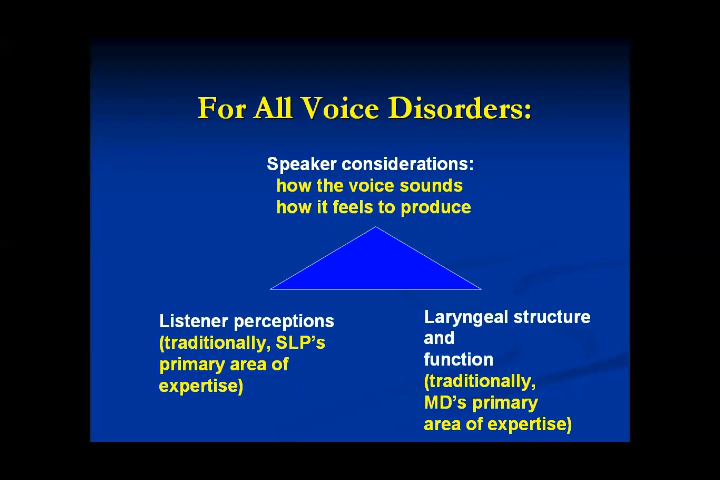 For All Voice Disorders:
Speaker considerations:
how the voice sounds
how it feels to produce
Listener perceptions
(traditionally, SLP's
primary area of
expertise)
Laryngeal structure
and
function
(traditionally,
MD's primary
area of expertise)